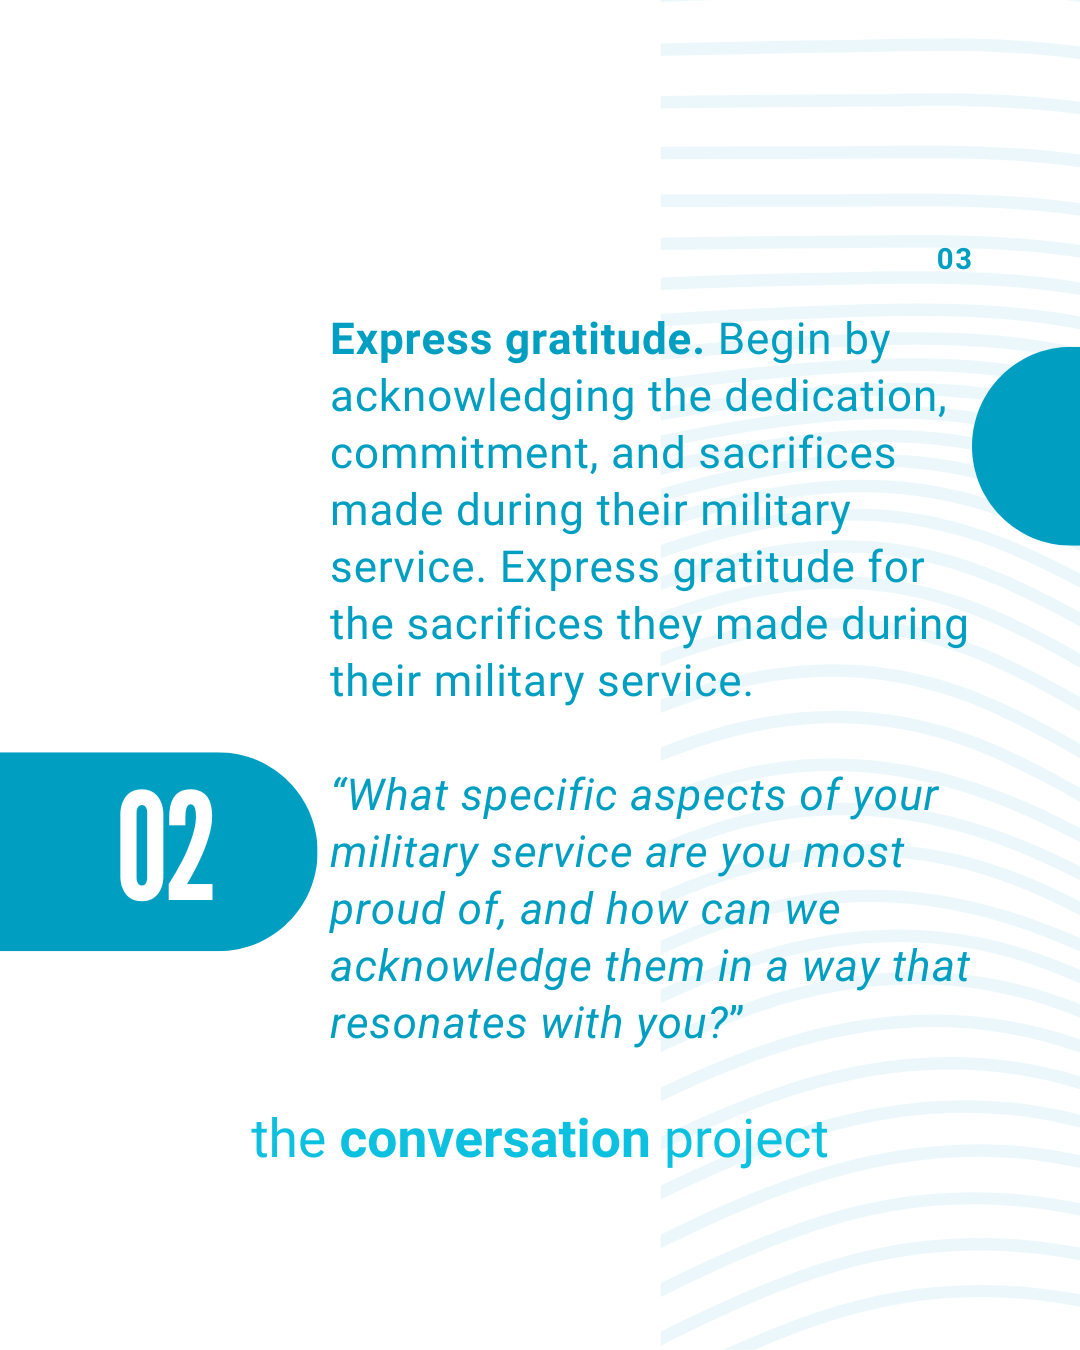 03
Express gratitude. Begin by
acknowledging the dedication,
commitment, and sacrifices
made during their military
service. Express gratitude for
the sacrifices they made during
their military service.
02
“What specific aspects of your
military service are you most
proud of, and how can we
acknowledge them in a way that
resonates with you?”
the conversation project